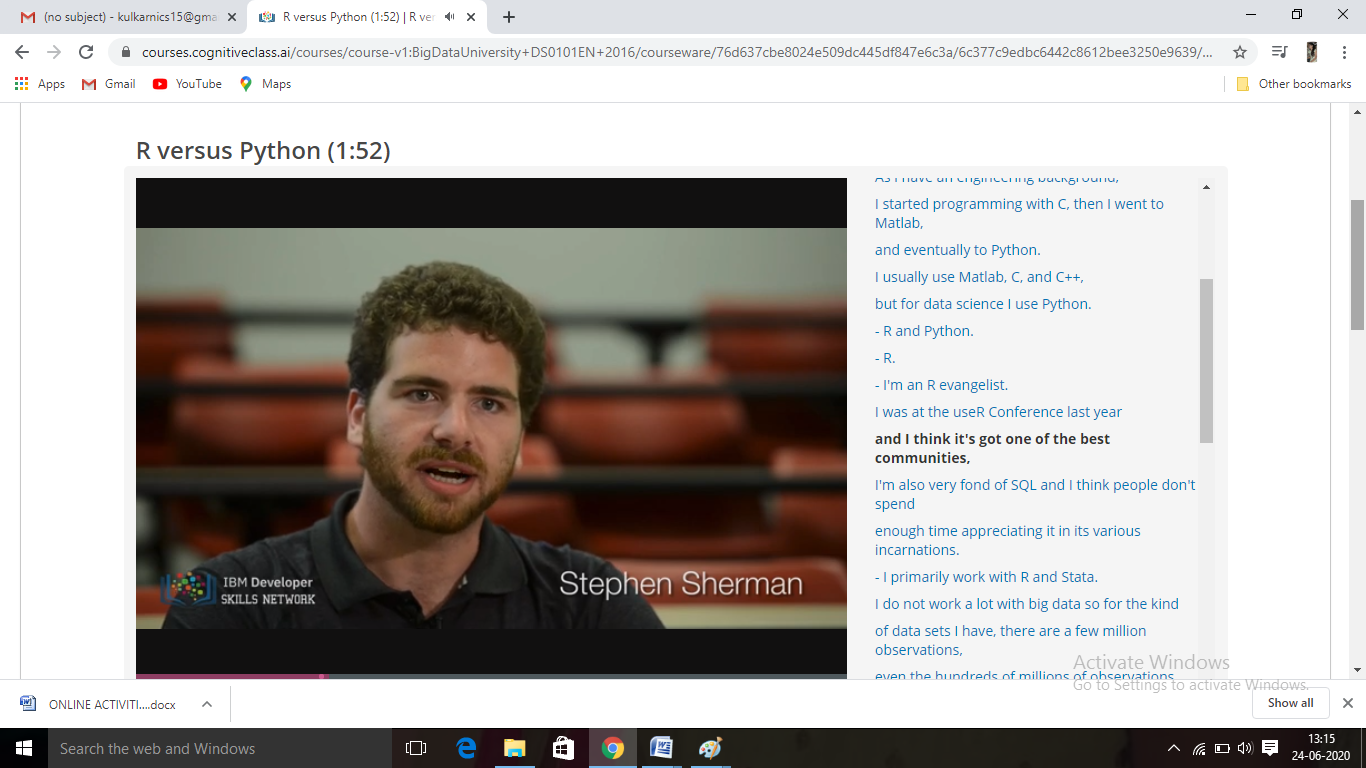 (no subject) - kulkarnics15@gma
R versus Python (1:52) | R ver
courses.cognitiveclass.ai/courses/course-v1:BigDataUniversity+DS0101EN+2016/courseware/76d637cbe8024e509dc445df847e6c3a/6c377c9edbc6442c8612bee3250e9639/...
Apps
Gmail
YouTube
Maps
Other bookmarks
R versus Python (1:52)
As I have an engineering background,
I started programming with C, then I went to
Matlab,
and eventually to Python.
I usually use Matlab, C, and C++,
but for data science I use Python.
- R and Python.
- R.
- I'm an R evangelist.
I was at the useR Conference last year
and I think it's got one of the best
communities,
I'm also very fond of SQL and I think people don't
spend
enough time appreciating it in its various
incarnations.
- I primarily work with R and Stata.
I do not work a lot with big data so for the kind
of data sets I have, there are a few million
observations,
even the hundreds of millions of observations
IBM Developer
SKILLS NETWORK
Stephen Sherman
Activate Windows
Go to Settings to activate Windows.
ONLINE ACTIVITI....docx
Show all
Search the web and Windows
13:15
24-06-2020